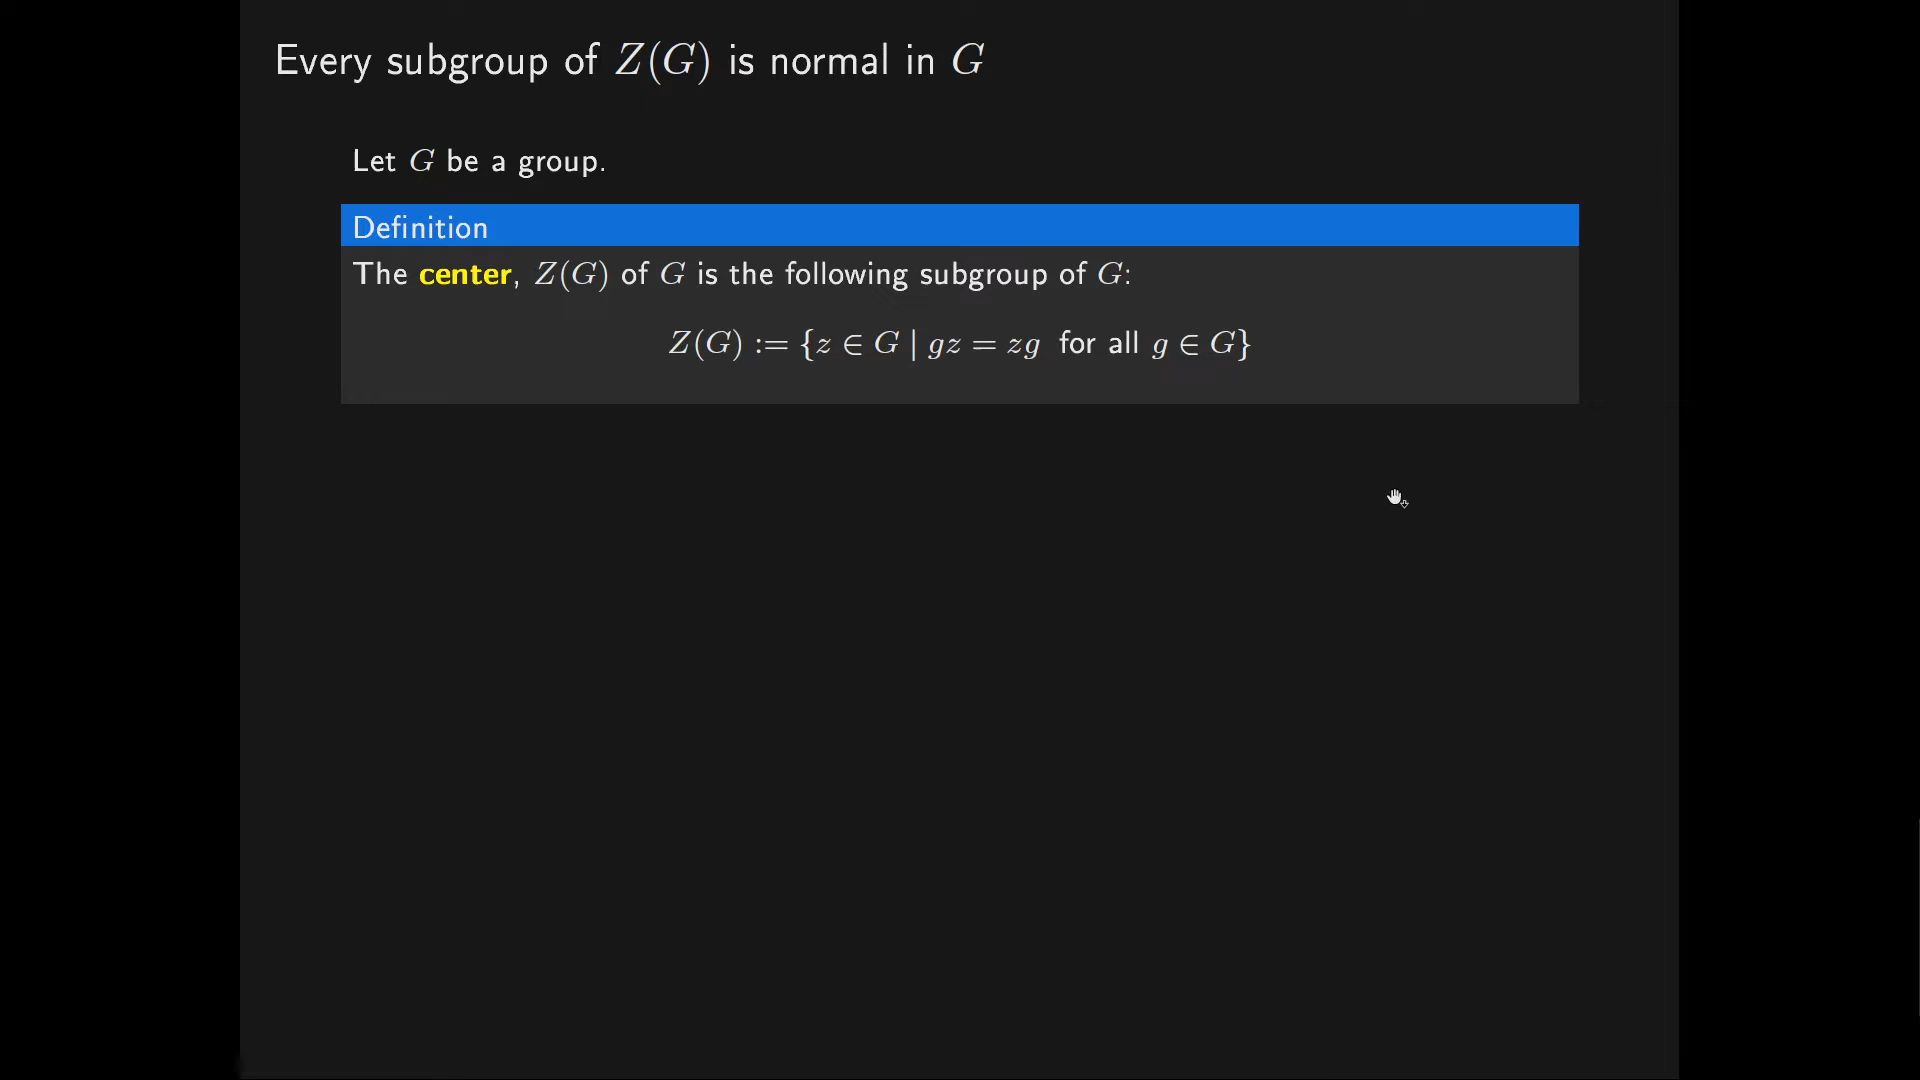 Every subgroup of Z(G) is normal in G
Let G be a group.
Definition
The center, Z(G) of G is the following subgroup of G:
Z(G) := {z ∈ G | gz = zg for all g ∈ G}